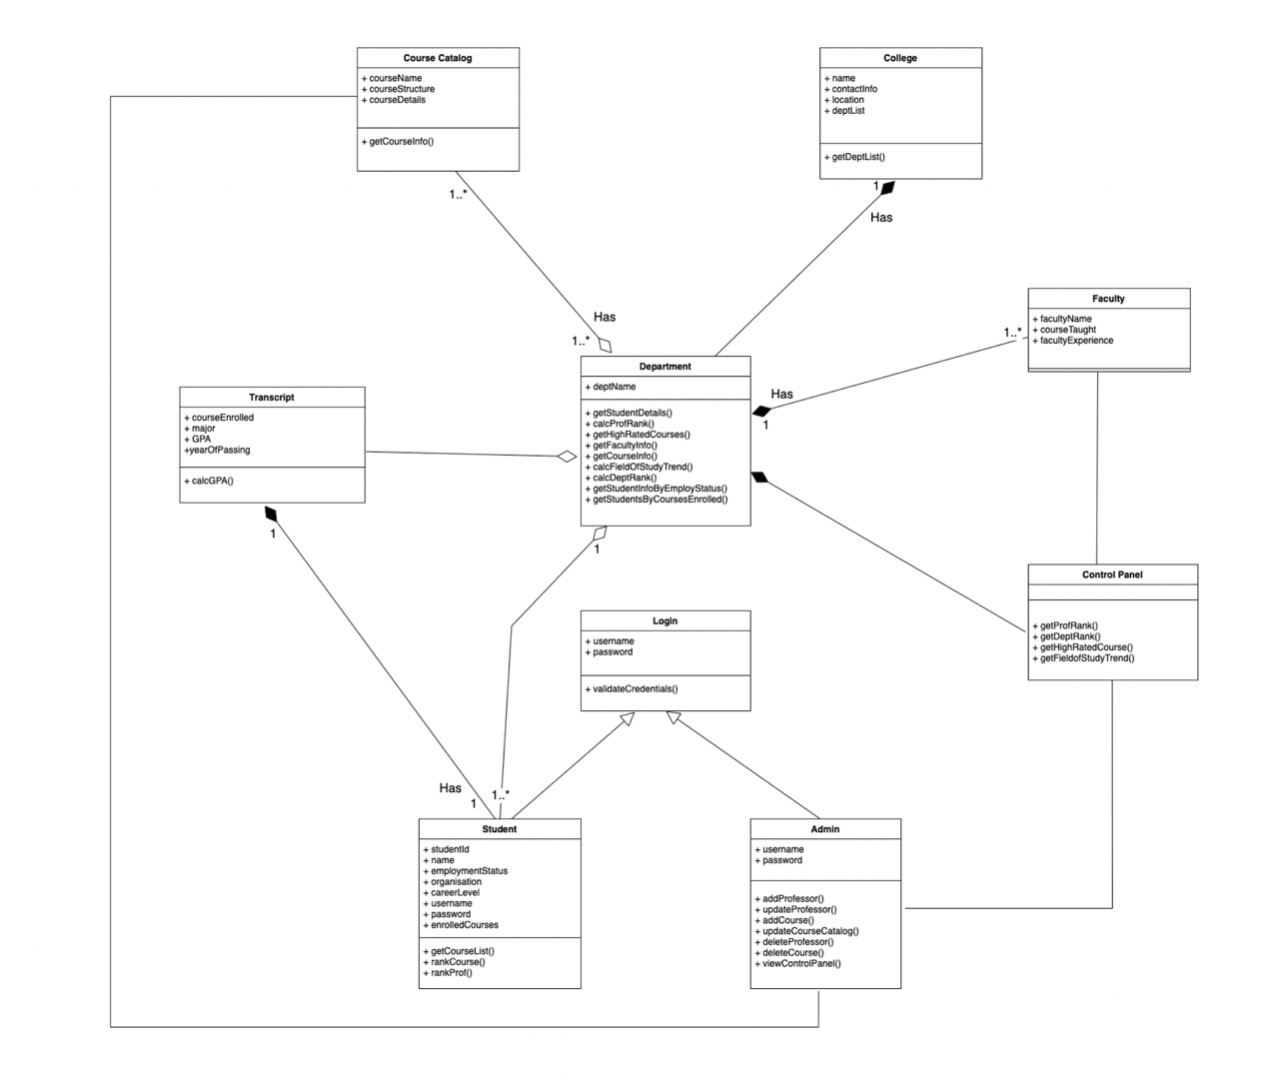 Course Catalog
+ courseName
+ courseStructure
+ courseDetails
+ getCourseInfo()
1..*
College
+ name
+ contactInfo
+ location
+ deptList
+ getDeptList()
1
Has
Has
1..*
Faculty
+ facultyName
+ courseTaught
+ facultyExperience
1..*
Department
+ deptName
+ getStudentDetails()
+ calcProfRank()
+ getHighRatedCourses()
+ getFacultyInfo()
+ getCourseInfo()
+ calcFieldOfStudyTrend()
+ calcDeptRank()
+ getStudentInfoByEmployStatus()
+ getStudentsByCoursesEnrolled()
Has
1
1
Transcript
+ courseEnrolled
+ major
+ GPA
+yearOfPassing
+ calcGPA()
1
Control Panel
+ getProfRank()
+ getDeptRank()
+ getHighRatedCourse()
+ getFieldofStudyTrend()
Login
+ username
+ password
+ validateCredentials()
Has
1
1..*
Student
+ studentId
+ name
+ employmentStatus
+ organisation
+ careerLevel
+ username
+ password
+ enrolledCourses
+ getCourseList()
+ rankCourse()
+ rankProf()
Admin
+ username
+ password
+ addProfessor()
+ updateProfessor()
+ addCourse()
+ updateCourseCatalog()
+ deleteProfessor()
+ deleteCourse()
+ viewControlPanel()